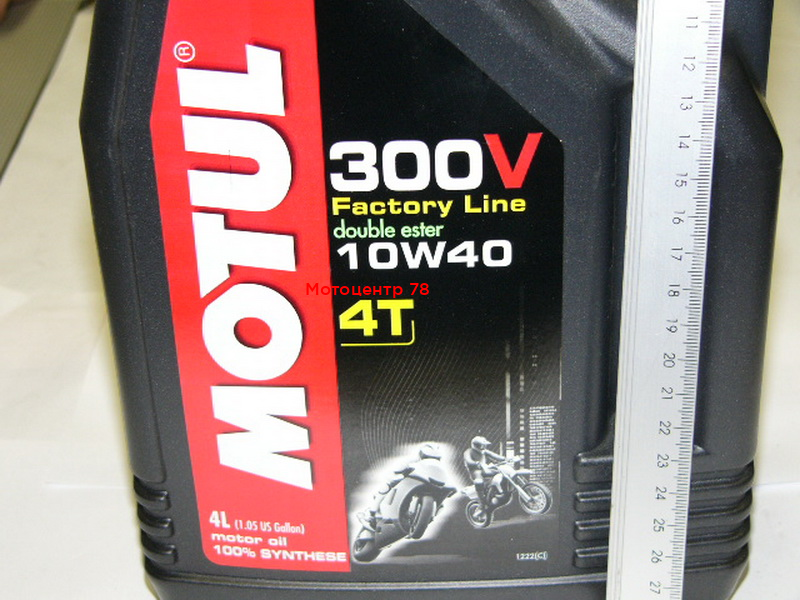 MOTUL®
300V
Factory Line
double ester
10W40
Мотоцентр 78
4T
4L (1.05 US Gallon)
motor oil
100% SYNTHESE
1222(C)
11
12
13
14
15
16
17
18
19
20
21
22
23
24
25
26
27